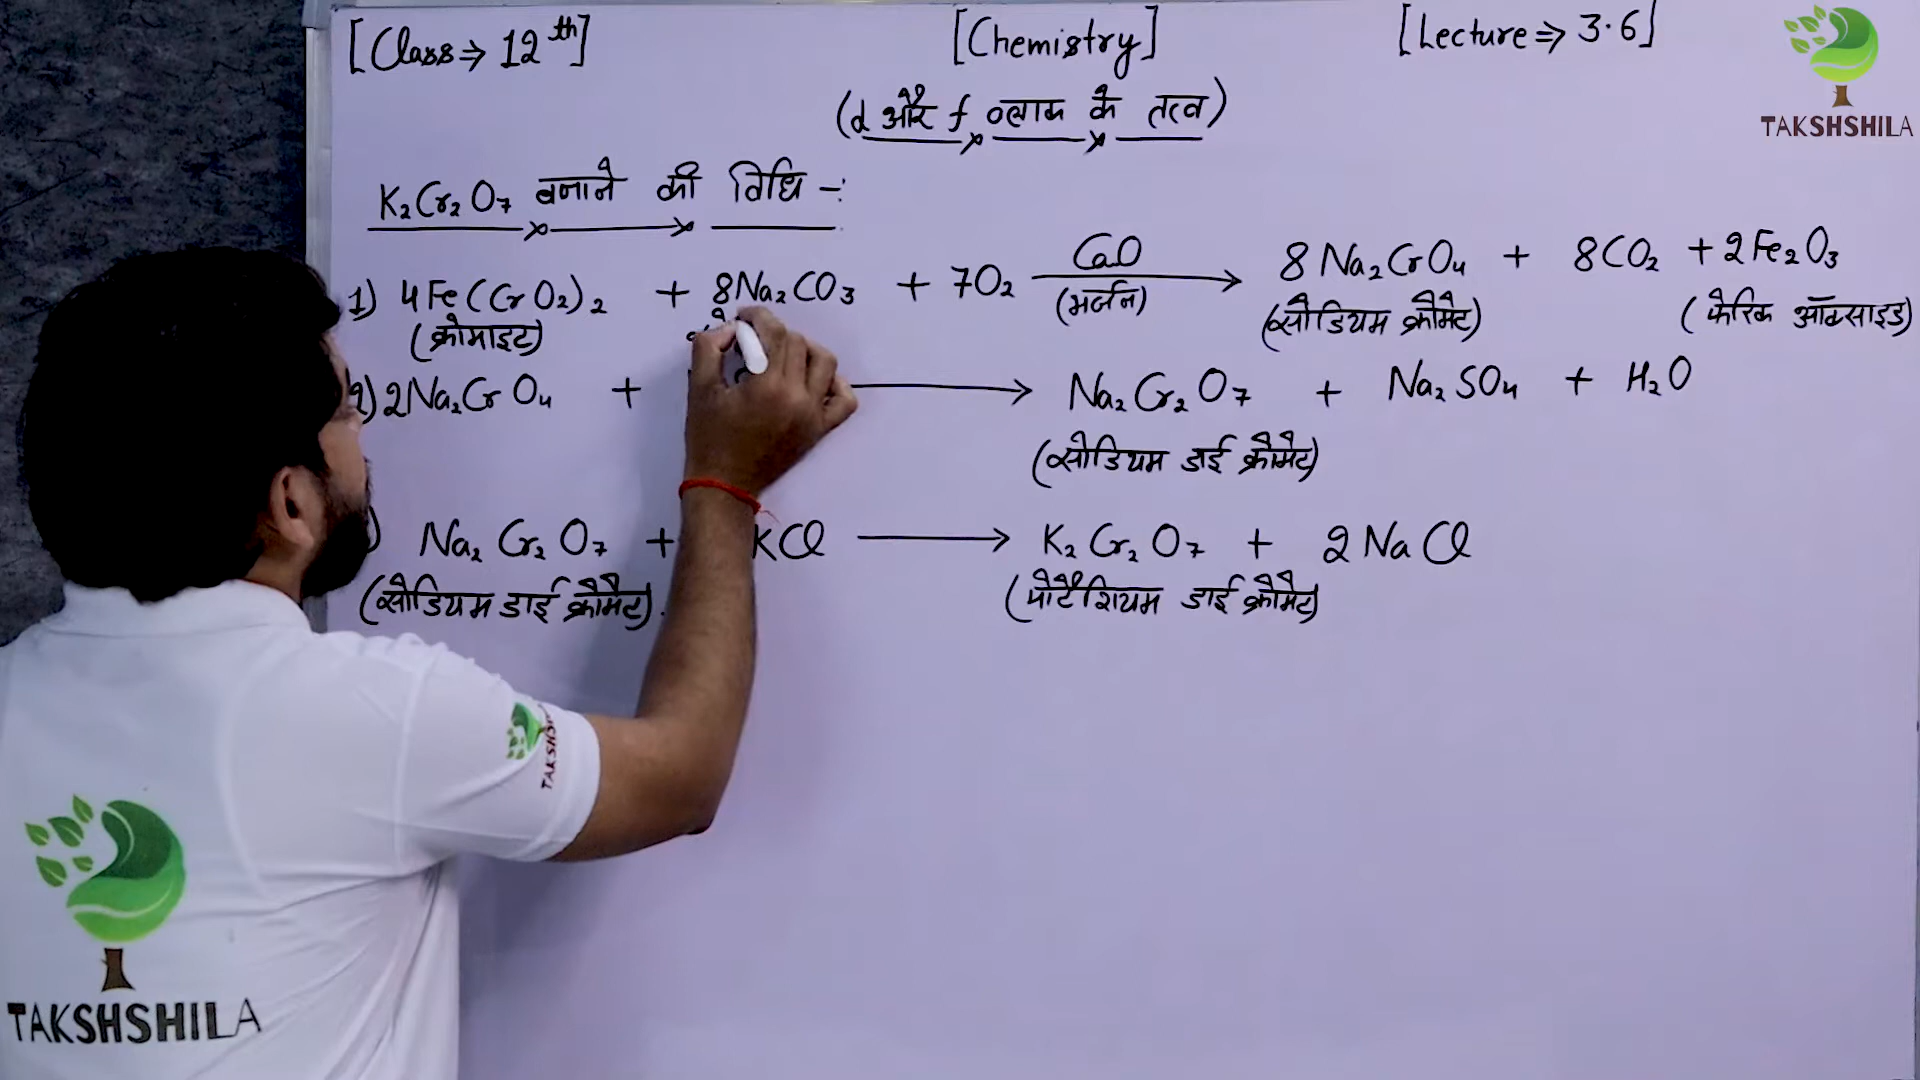 [Class⇒ 12th] [Chemistry] [Lecture⇒ 3.6]
TAKSHSHILA
(d और f ब्लाक के तत्व)
K₂Cr₂O₇ बनाने की विधि -:
1) 4Fe(CrO₂)₂ + 8Na₂CO₃ + 7O₂ CaO (भर्जन) → 8Na₂CrO₄ + 8CO₂ + 2Fe₂O₃
(क्रोमाइट) (सोडियम क्रोमेट) (फेरिक ऑक्साइड)
2) 2Na₂CrO₄ + → Na₂Cr₂O₇ + Na₂SO₄ + H₂O
(सोडियम डाई क्रोमेट)
) Na₂Cr₂O₇ + KCl → K₂Cr₂O₇ + 2NaCl
(सोडियम डाई क्रोमेट). (पोटैशियम डाई क्रोमेट)
TAKSHSHILA
TAKSHSHILA